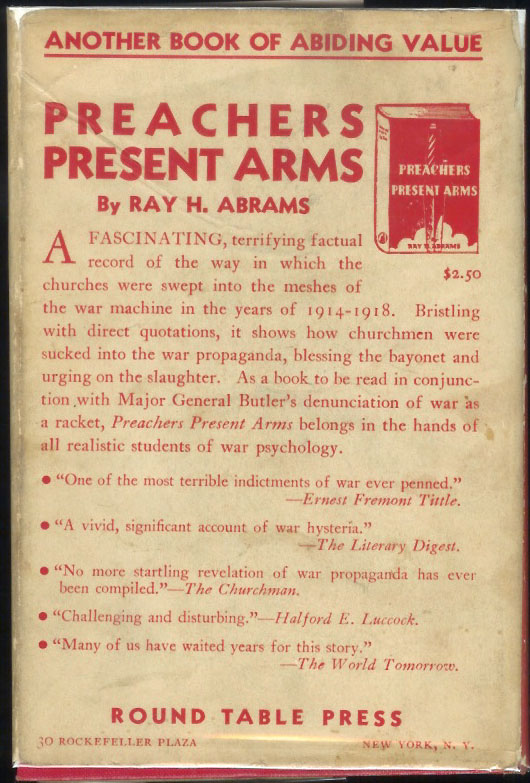 ANOTHER BOOK OF ABIDING VALUE
PREACHERS
PRESENT ARMS
By RAY H. ABRAMS
PREACHERS
PRESENT ARMS
RAY H. ABRAMS
$2.50
A FASCINATING, terrifying factual
record of the way in which the
churches were swept into the meshes of
the war machine in the years of 1914-1918. Bristling
with direct quotations, it shows how churchmen were
sucked into the war propaganda, blessing the bayonet and
urging on the slaughter. As a book to be read in conjunc-
tion with Major General Butler's denunciation of war as
a racket, Preachers Present Arms belongs in the hands of
all realistic students of war psychology.
• “One of the most terrible indictments of war ever penned.”
—Ernest Fremont Tittle.
• “A vivid, significant account of war hysteria.”
—The Literary Digest.
• “No more startling revelation of war propaganda has ever
been compiled.”—The Churchman.
• “Challenging and disturbing.”—Halford E. Luccock.
• “Many of us have waited years for this story.”
—The World Tomorrow.
ROUND TABLE PRESS
30 ROCKEFELLER PLAZA NEW YORK, N. Y.